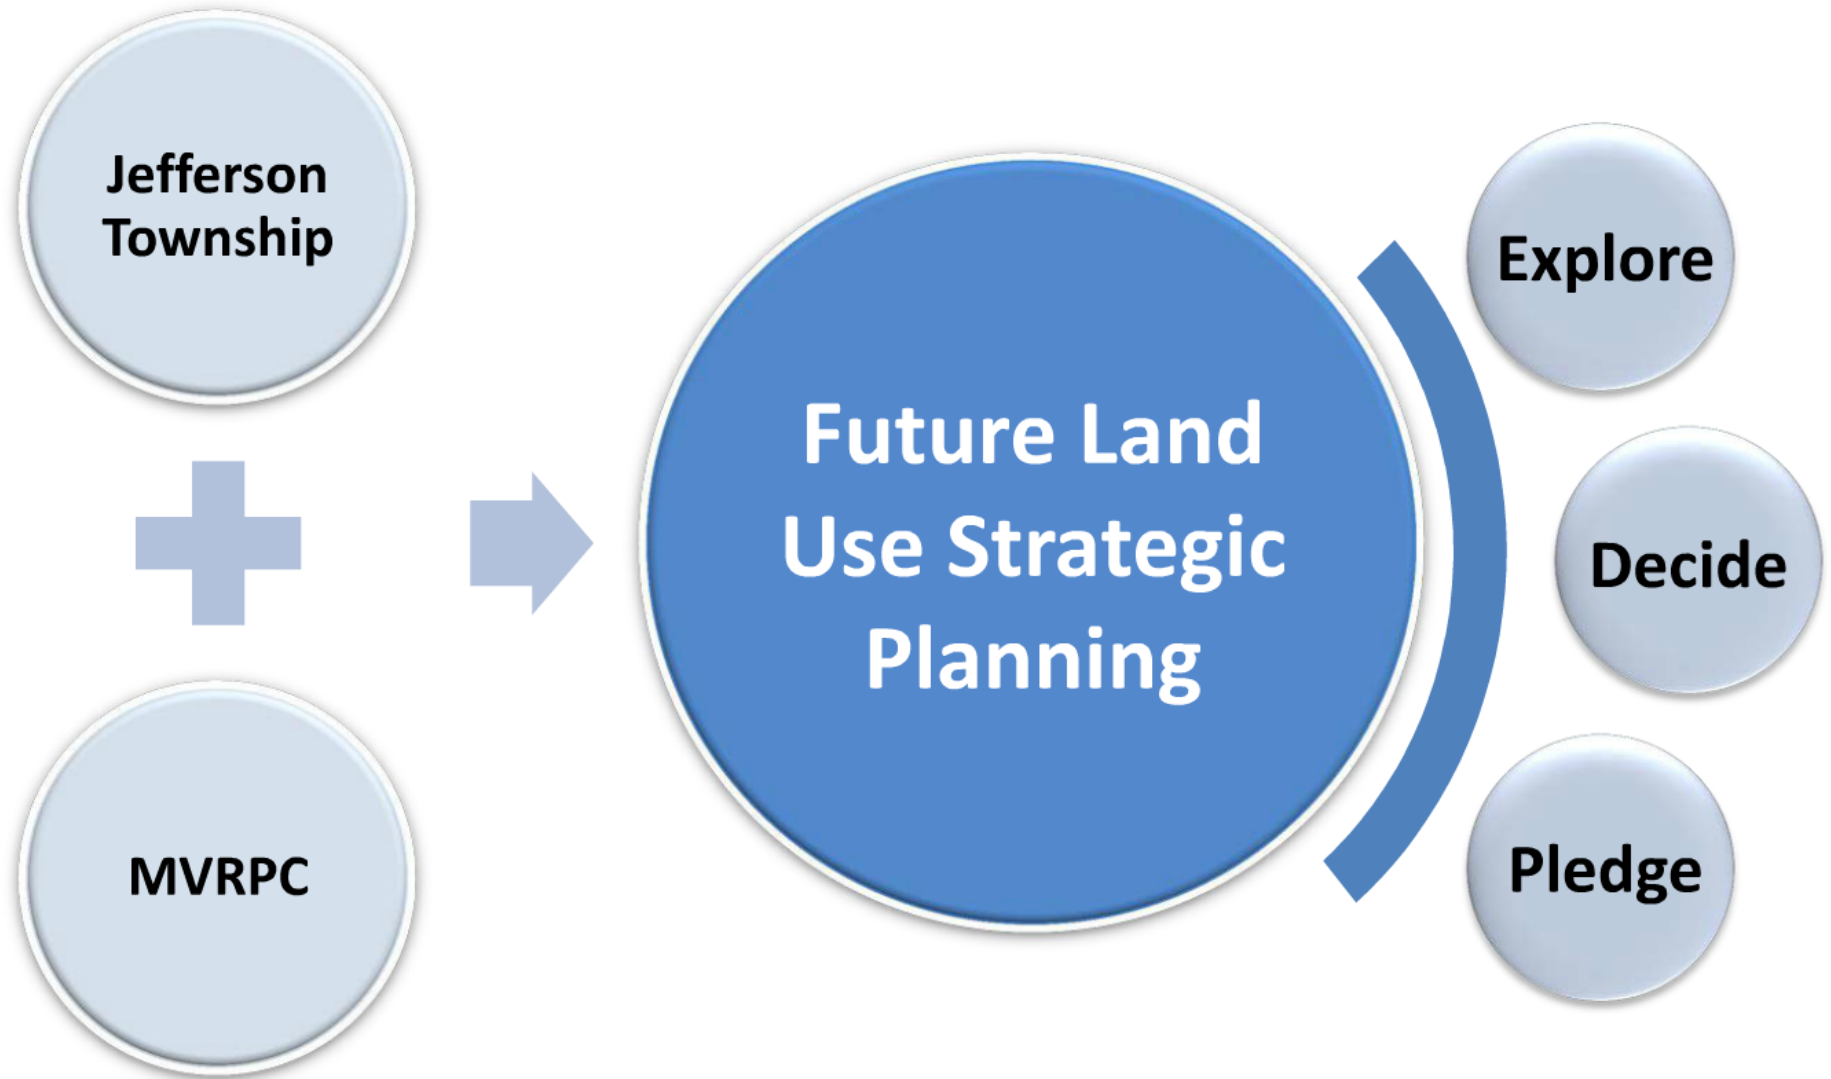 Jefferson
Township
MVRPC
Future Land
Use Strategic
Planning
Explore
Decide
Pledge